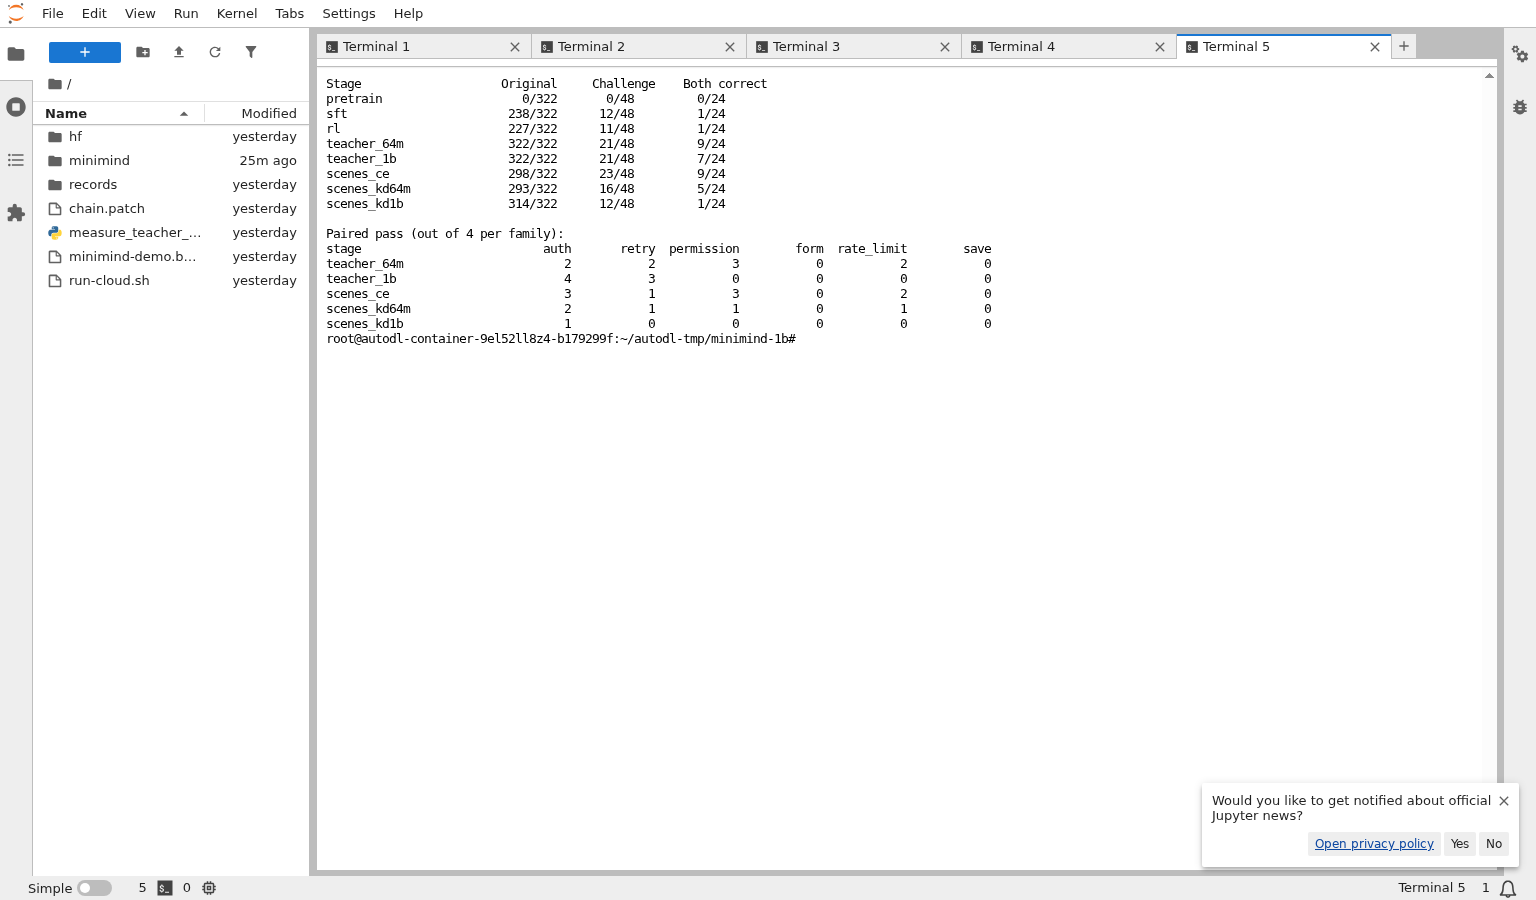 File Edit View Run Kernel Tabs Settings Help
Terminal 1 Terminal 2 Terminal 3 Terminal 4 Terminal 5
/
Name Modified
hf yesterday
minimind 25m ago
records yesterday
chain.patch yesterday
measure_teacher_... yesterday
minimind-demo.b... yesterday
run-cloud.sh yesterday
Stage Original Challenge Both correct
pretrain 0/322 0/48 0/24
sft 238/322 12/48 1/24
rl 227/322 11/48 1/24
teacher_64m 322/322 21/48 9/24
teacher_1b 322/322 21/48 7/24
scenes_ce 298/322 23/48 9/24
scenes_kd64m 293/322 16/48 5/24
scenes_kd1b 314/322 12/48 1/24
Paired pass (out of 4 per family):
stage auth retry permission form rate_limit save
teacher_64m 2 2 3 0 2 0
teacher_1b 4 3 0 0 0 0
scenes_ce 3 1 3 0 2 0
scenes_kd64m 2 1 1 0 1 0
scenes_kd1b 1 0 0 0 0 0
root@autodl-container-9el52ll8z4-b179299f:~/autodl-tmp/minimind-1b#
Would you like to get notified about official
Jupyter news?
Open privacy policy Yes No
Simple 5 $_ 0 Terminal 5 1